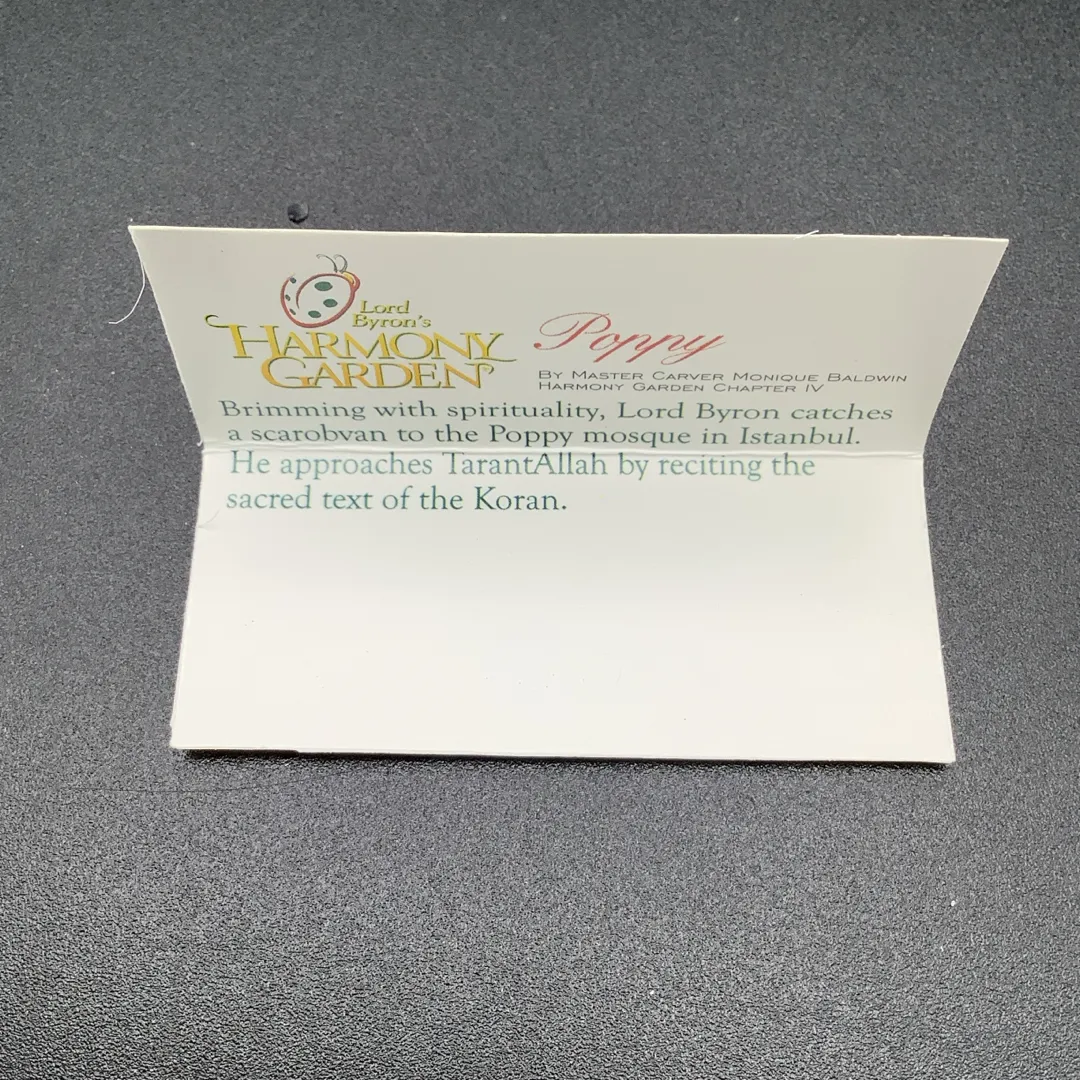 Lord
Byron's
HARMONY
GARDEN
Poppy
BY MASTER CARVER MONIQUE BALDWIN
HARMONY GARDEN CHAPTER IV
Brimming with spirituality, Lord Byron catches
a scarobvan to the Poppy mosque in Istanbul.
He approaches TarantAllah by reciting the
sacred text of the Koran.